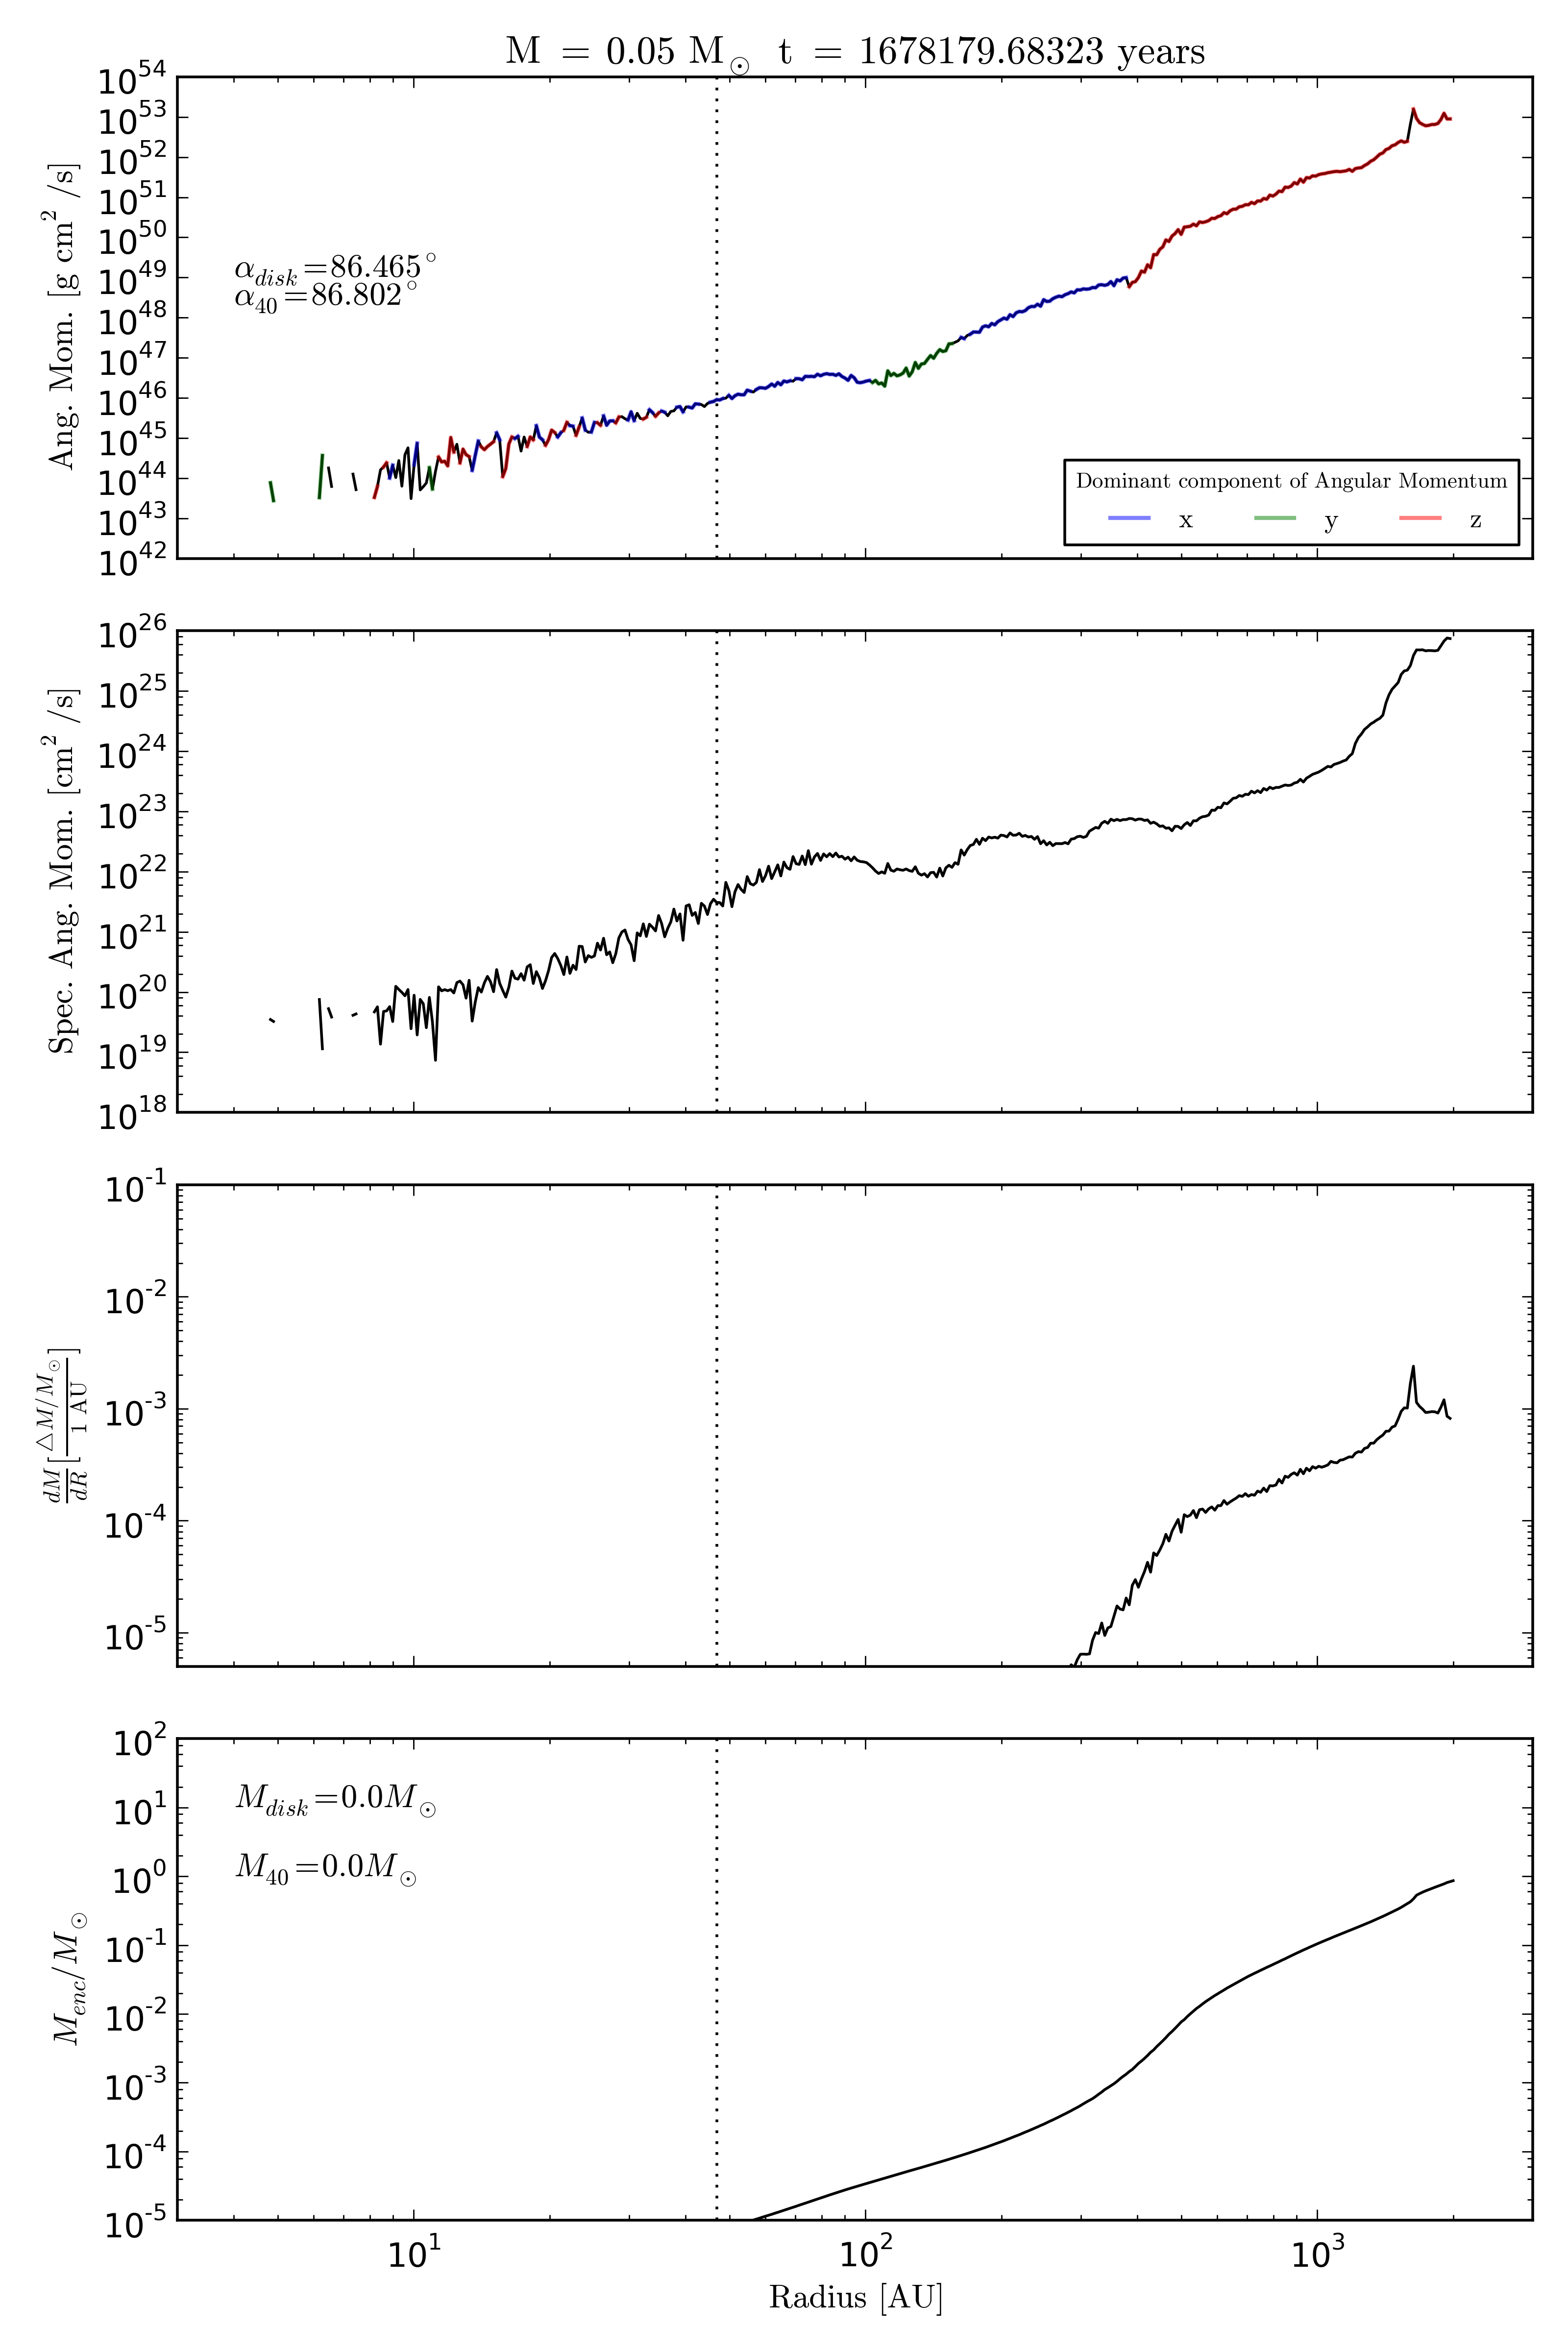 M = 0.05 M⊙ t = 1678179.68323 years
10^54
10^53
10^52
10^51
10^50
10^49
10^48
10^47
10^46
10^45
10^44
10^43
10^42
Ang. Mom. [g cm^2 /s]
α_disk=86.465°
α_40=86.802°
Dominant component of Angular Momentum
x y z
10^26
10^25
10^24
10^23
10^22
10^21
10^20
10^19
10^18
Spec. Ang. Mom. [cm^2 /s]
10^-1
10^-2
10^-3
10^-4
10^-5
dM/dR [△M/M⊙ / 1 AU]
10^2
10^1
10^0
10^-1
10^-2
10^-3
10^-4
10^-5
M_enc/M⊙
M_disk=0.0M⊙
M_40=0.0M⊙
10^1 10^2 10^3
Radius [AU]